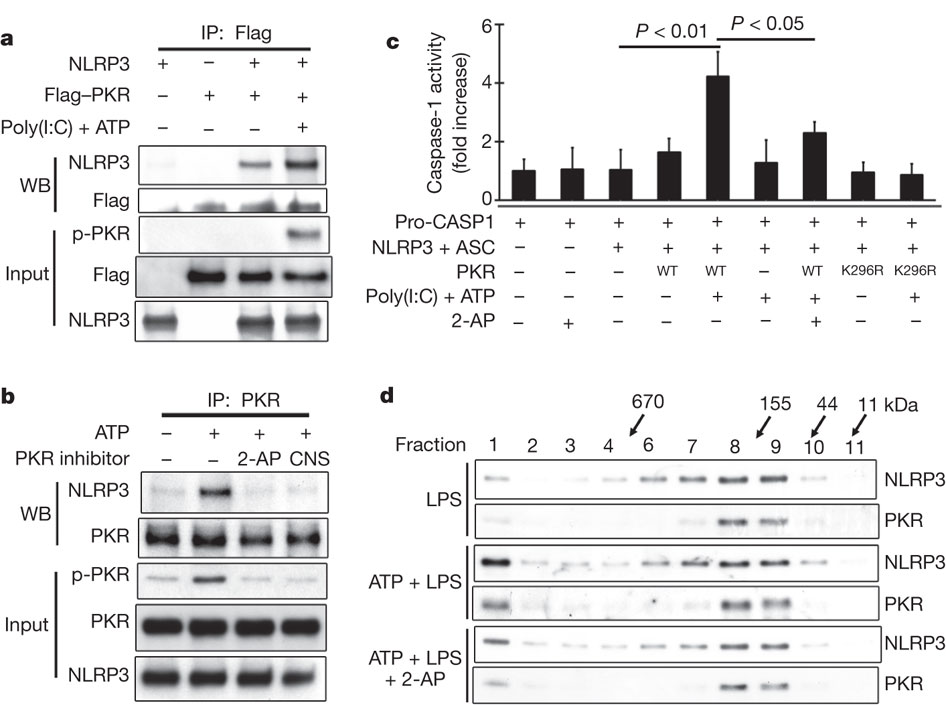 a
IP: Flag
NLRP3 + – + +
Flag–PKR – + + +
Poly(I:C) + ATP – – – +
WB
NLRP3
Flag
Input
p-PKR
Flag
NLRP3
b
IP: PKR
ATP – + + +
PKR inhibitor – – 2-AP CNS
WB
NLRP3
PKR
Input
p-PKR
PKR
NLRP3
c
P < 0.01
P < 0.05
Caspase-1 activity
(fold increase)
6
4
2
0
Pro-CASP1 + + + + + + + + +
NLRP3 + ASC – – + + + + + + +
PKR – – – WT WT – WT K296R K296R
Poly(I:C) + ATP – – – – + + + – +
2-AP – + – – – – + – –
d
670 155 44 11 kDa
Fraction 1 2 3 4 6 7 8 9 10 11
LPS
NLRP3
PKR
ATP + LPS
NLRP3
PKR
ATP + LPS
+ 2-AP
NLRP3
PKR